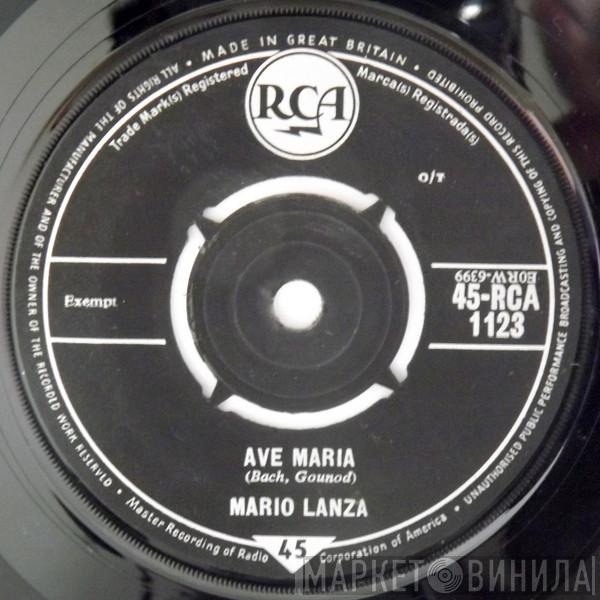 ALL RIGHTS OF THE MANUFACTURER AND OF THE OWNER OF THE RECORDED WORK RESERVED • MADE IN GREAT BRITAIN • UNAUTHORISED PUBLIC PERFORMANCE BROADCASTING AND COPYING OF THIS RECORD PROHIBITED
Trade Mark(s) Registered
RCA
Marca(s) Registrada(s)
O/T
Exempt
E0RW-6399
45-RCA
1123
AVE MARIA
(Bach, Gounod)
MARIO LANZA
Master Recording of Radio Corporation of America
45
МАРКЕТ ВИНИЛА